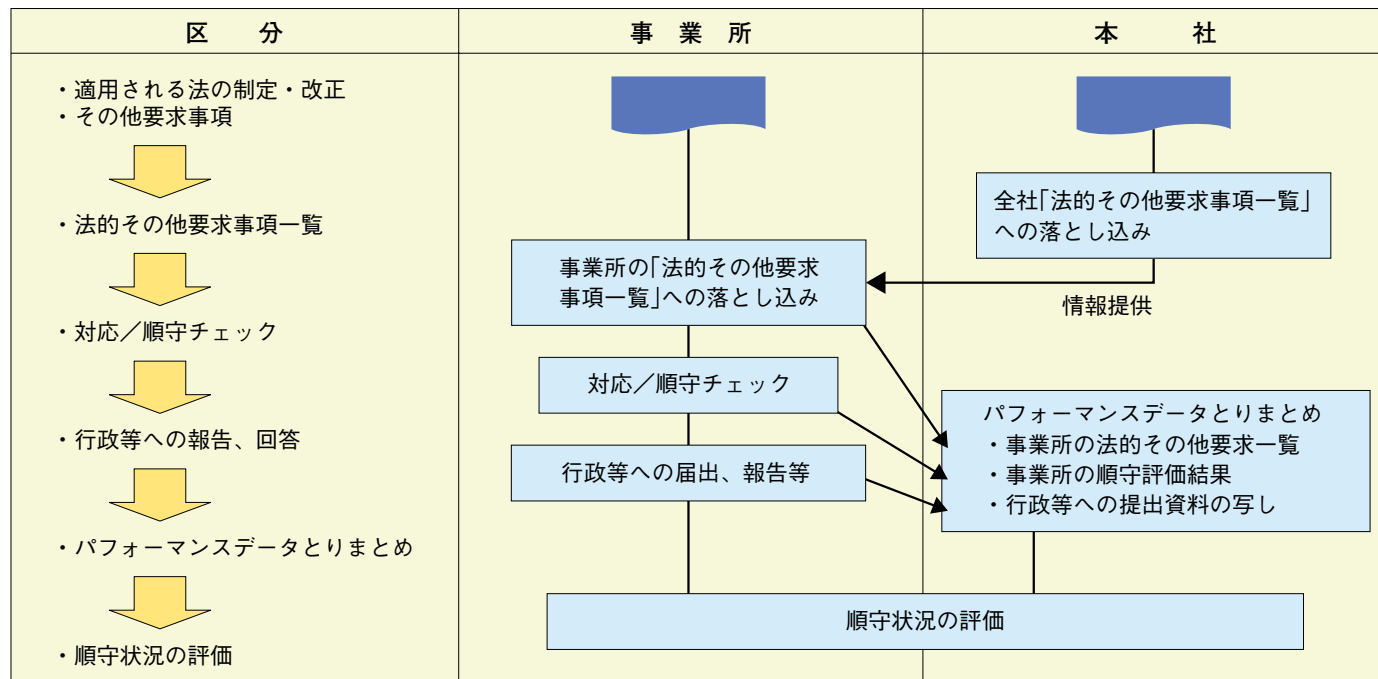 区　分
事　業　所
本　社
・適用される法の制定・改正
・その他要求事項
・法的その他要求事項一覧
・対応／順守チェック
・行政等への報告、回答
・パフォーマンスデータとりまとめ
・順守状況の評価
事業所の「法的その他要求
事項一覧」への落とし込み
対応／順守チェック
行政等への届出、報告等
全社「法的その他要求事項一覧」
への落とし込み
情報提供
パフォーマンスデータとりまとめ
・事業所の法的その他要求一覧
・事業所の順守評価結果
・行政等への提出資料の写し
順守状況の評価